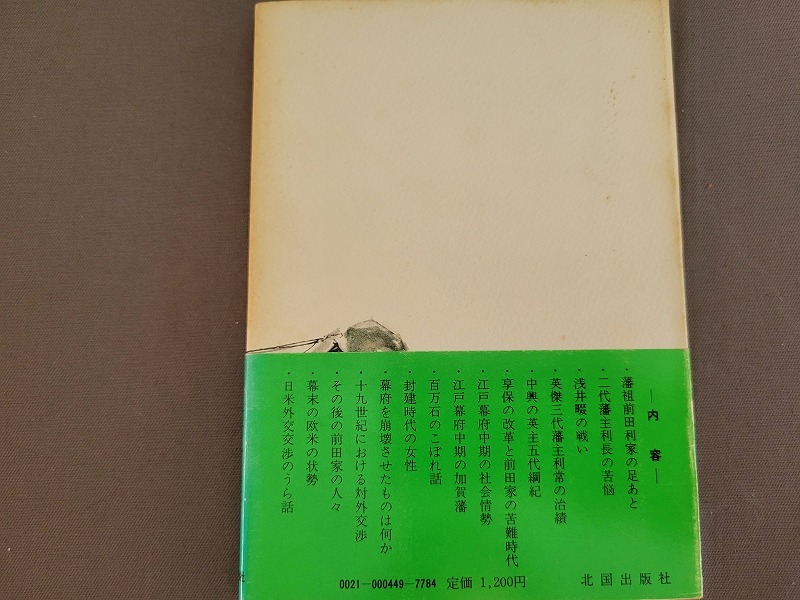 ―内容―
・藩祖前田利家の足あと
・二代藩主利長の苦悩
・浅井畷の戦い
・英傑三代藩主利常の治績
・中興の英主五代綱紀
・享保の改革と前田家の苦難時代
・江戸幕府中期の社会情勢
・江戸幕府中期の加賀藩
・百万石のこぼれ話
・封建時代の女性
・幕府を崩壊させたものは何か
・十九世紀における対外交渉
・その後の前田家の人々
・幕末の欧米の状勢
・日米外交交渉のうら話
社
0021―000449―7784 定価 1,200円
北国出版社